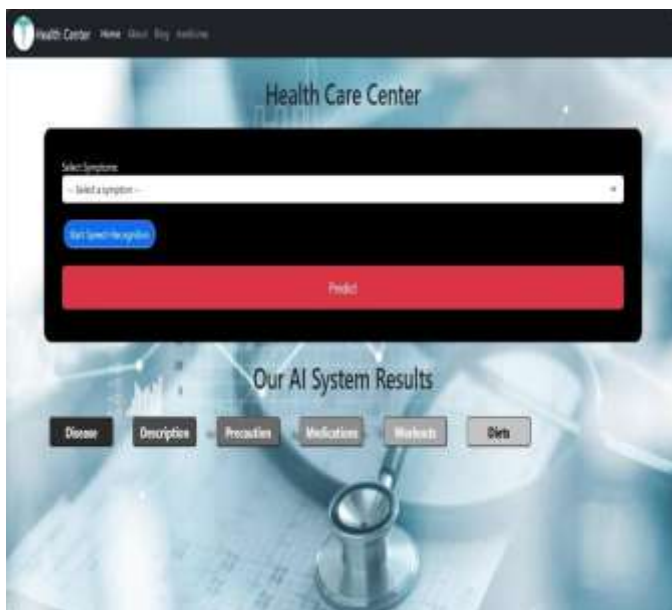 Health Center Home About Blog
Health Care Center
Select Symptoms
-- Select a symptom --
Start Speech Recognition
Predict
Our AI System Results
Disease Description Precaution Medications Workouts Diets